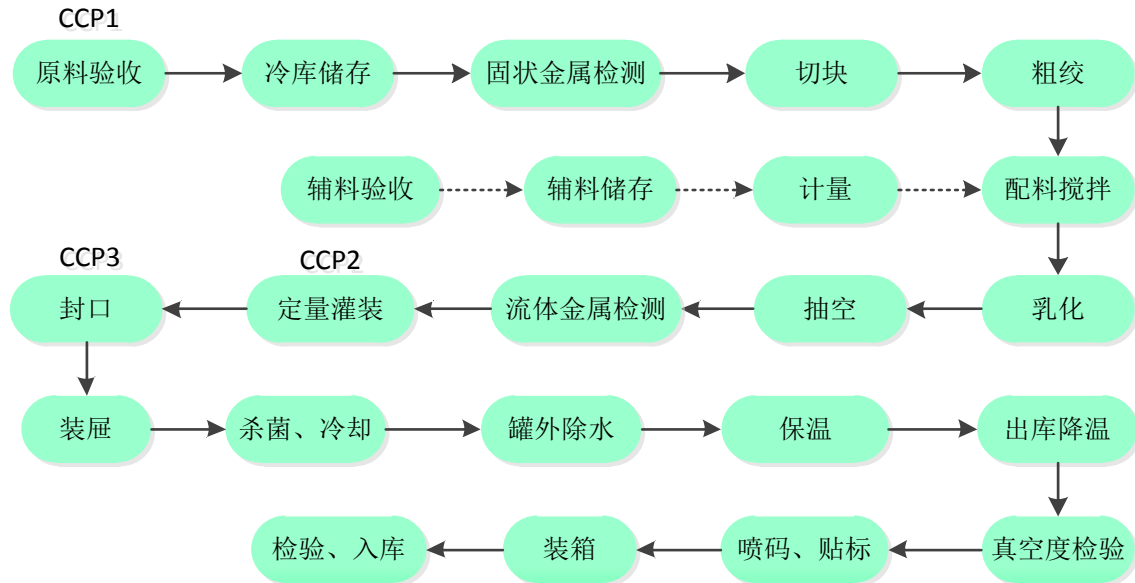 CCP1
原料验收
冷库储存
固状金属检测
切块
粗绞
辅料验收
辅料储存
计量
配料搅拌
CCP3
CCP2
封口
定量灌装
流体金属检测
抽空
乳化
装屉
杀菌、冷却
罐外除水
保温
出库降温
检验、入库
装箱
喷码、贴标
真空度检验